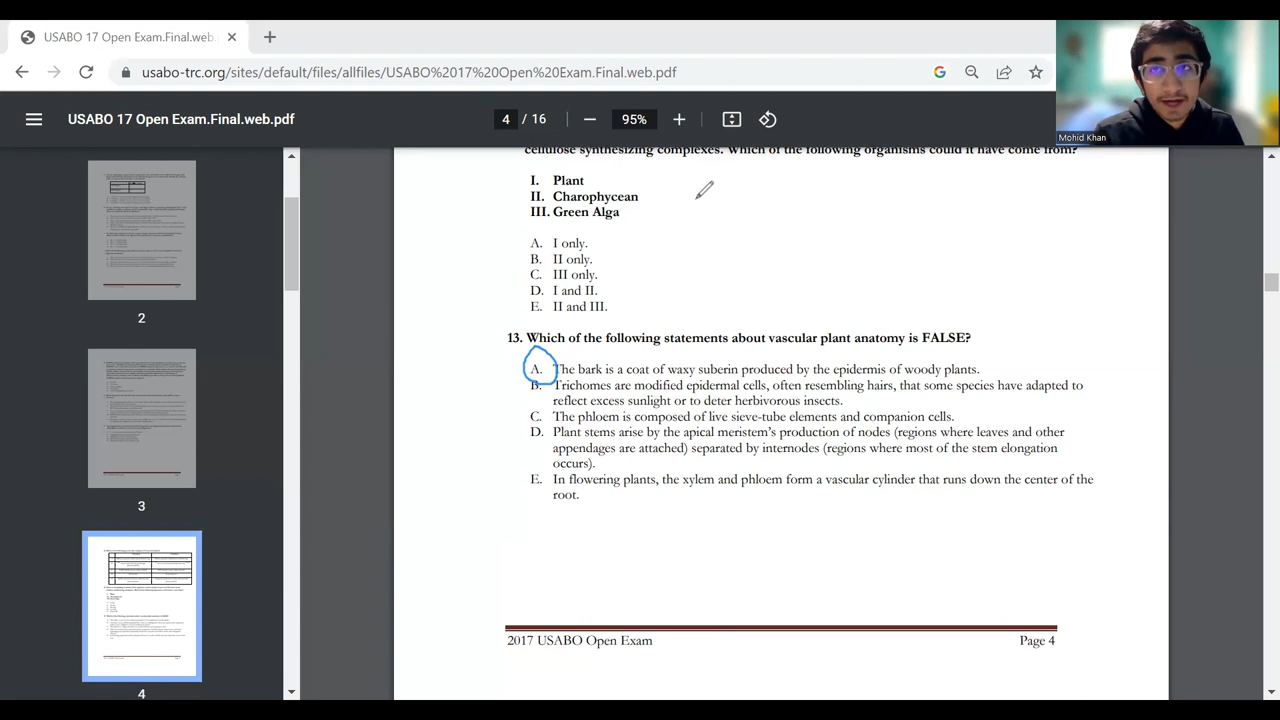 USABO 17 Open Exam.Final.web.
usabo-trc.org/sites/default/files/allfiles/USABO%2017%20Open%20Exam.Final.web.pdf
USABO 17 Open Exam.Final.web.pdf
4 / 16
95%
Mohid Khan
cellulose synthesizing complexes. Which of the following organisms could it have come from?
I. Plant
II. Charophycean
III. Green Alga
A. I only.
B. II only.
C. III only.
D. I and II.
E. II and III.
13. Which of the following statements about vascular plant anatomy is FALSE?
A. The bark is a coat of waxy suberin produced by the epidermis of woody plants.
B. Trichomes are modified epidermal cells, often resembling hairs, that some species have adapted to
reflect excess sunlight or to deter herbivorous insects.
C. The phloem is composed of live sieve-tube elements and companion cells.
D. Plant stems arise by the apical meristem's production of nodes (regions where leaves and other
appendages are attached) separated by internodes (regions where most of the stem elongation
occurs).
E. In flowering plants, the xylem and phloem form a vascular cylinder that runs down the center of the
root.
2017 USABO Open Exam
Page 4
2
3
4